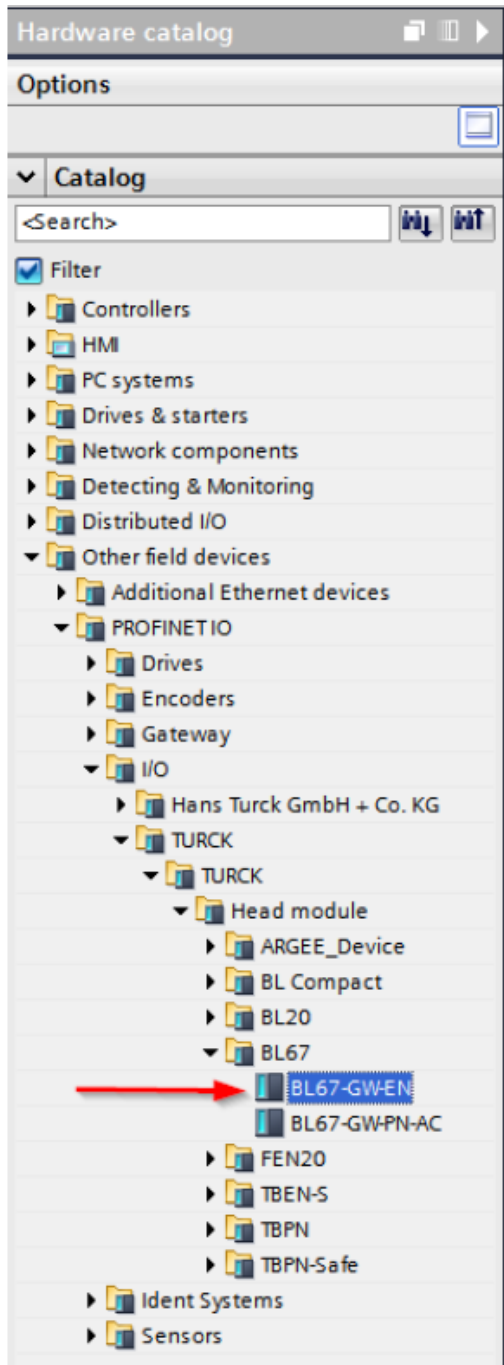 Hardware catalog
Options
Catalog
<Search>
Filter
Controllers
HMI
PC systems
Drives & starters
Network components
Detecting & Monitoring
Distributed I/O
Other field devices
Additional Ethernet devices
PROFINET IO
Drives
Encoders
Gateway
I/O
Hans Turck GmbH + Co. KG
TURCK
TURCK
Head module
ARGEE_Device
BL Compact
BL20
BL67
BL67-GW-EN
BL67-GW-PN-AC
FEN20
TBEN-S
TBPN
TBPN-Safe
Ident Systems
Sensors